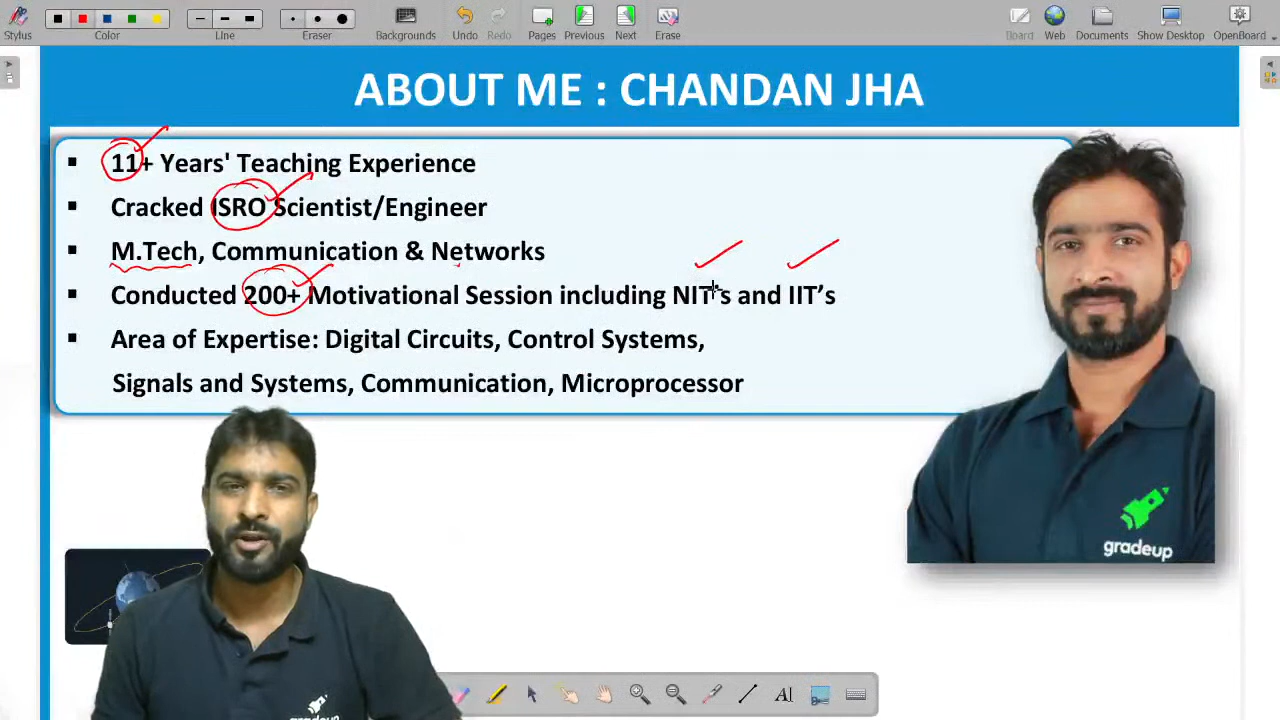 Stylus
Color
Line
Eraser
Backgrounds
Undo
Redo
Pages
Previous
Next
Erase
Board
Web
Documents
Show Desktop
OpenBoard
ABOUT ME : CHANDAN JHA
▪ 11+ Years' Teaching Experience
▪ Cracked ISRO Scientist/Engineer
▪ M.Tech, Communication & Networks
▪ Conducted 200+ Motivational Session including NIT's and IIT’s
▪ Area of Expertise: Digital Circuits, Control Systems,
Signals and Systems, Communication, Microprocessor
gradeup
gradeup
AI